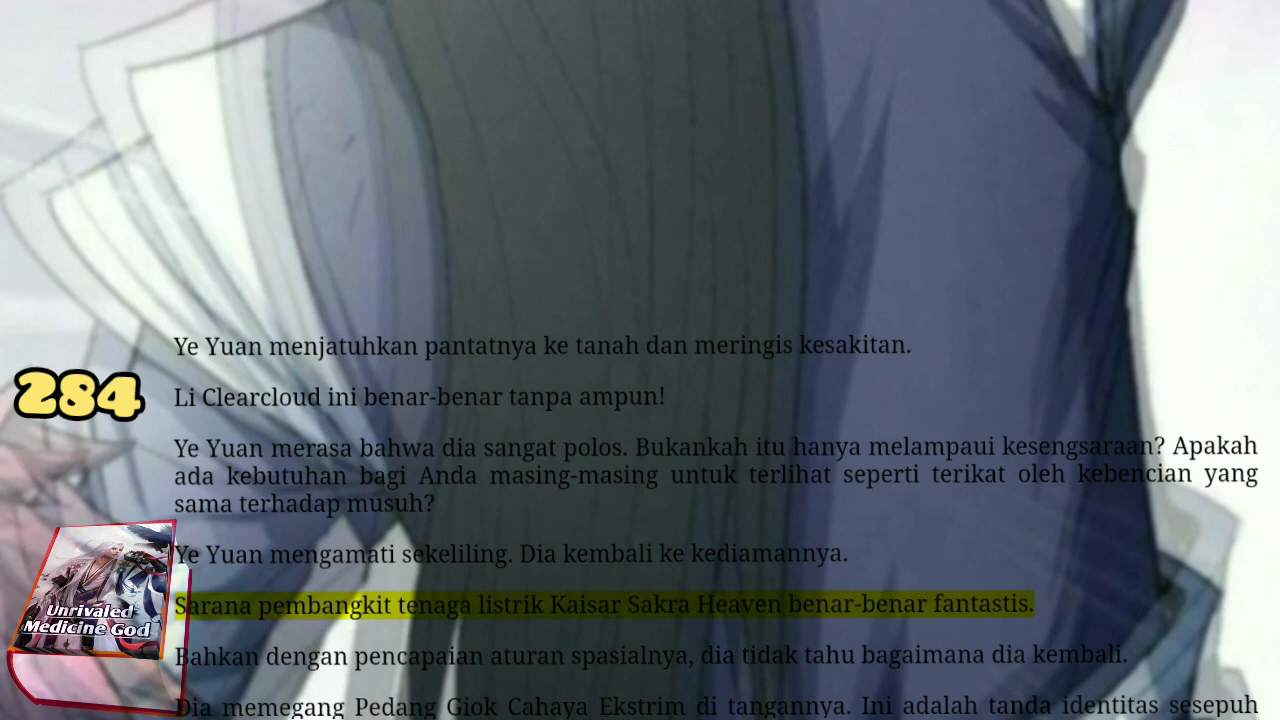 Ye Yuan menjatuhkan pantatnya ke tanah dan meringis kesakitan.
284
Li Clearcloud ini benar-benar tanpa ampun!
Ye Yuan merasa bahwa dia sangat polos. Bukankah itu hanya melampaui kesengsaraan? Apakah
ada kebutuhan bagi Anda masing-masing untuk terlihat seperti terikat oleh kebencian yang
sama terhadap musuh?
Ye Yuan mengamati sekeliling. Dia kembali ke kediamannya.
Sarana pembangkit tenaga listrik Kaisar Sakra Heaven benar-benar fantastis.
Unrivaled
Medicine God
Bahkan dengan pencapaian aturan spasialnya, dia tidak tahu bagaimana dia kembali.
Dia memegang Pedang Giok Cahaya Ekstrim di tangannya. Ini adalah tanda identitas sesepuh